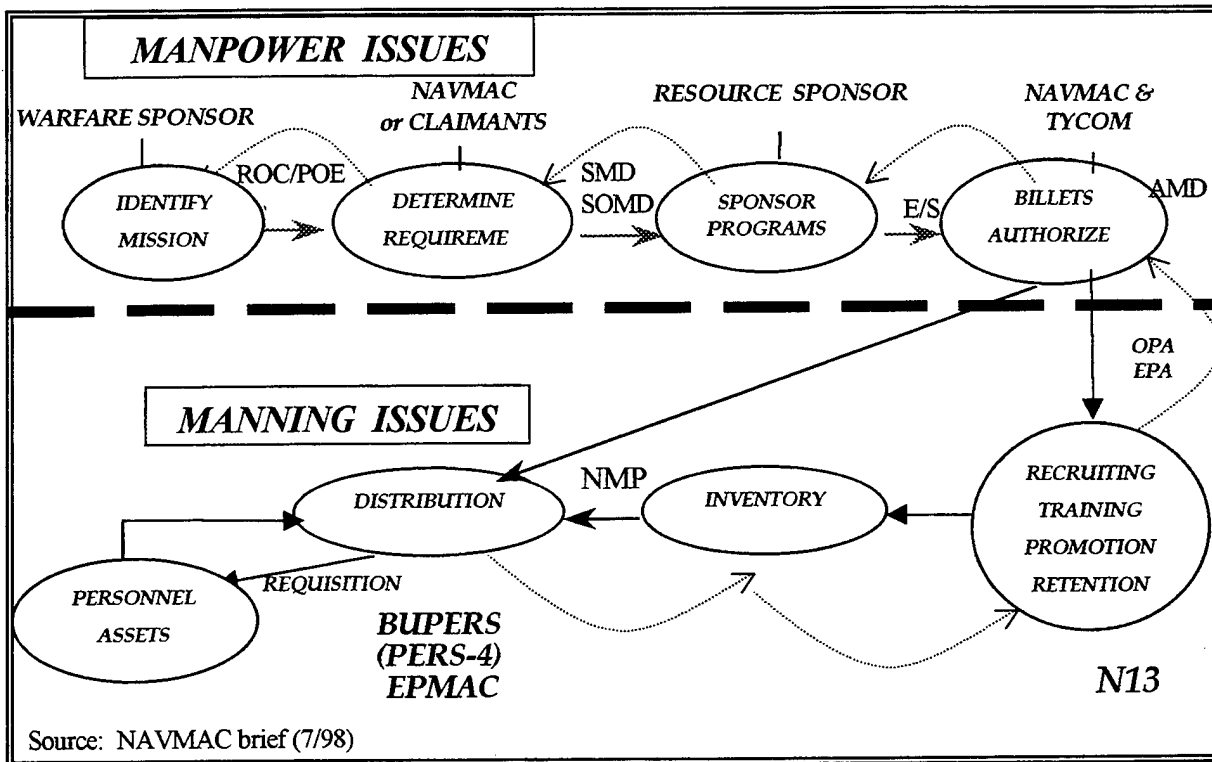 MANPOWER ISSUES
WARFARE SPONSOR
NAVMAC
or CLAIMANTS
RESOURCE SPONSOR
NAVMAC &
TYCOM
IDENTIFY
MISSION
ROC/POE
DETERMINE
REQUIREME
SMD
SOMD
SPONSOR
PROGRAMS
E/S
BILLETS
AUTHORIZE
AMD
OPA
EPA
MANNING ISSUES
DISTRIBUTION
NMP
INVENTORY
RECRUITING
TRAINING
PROMOTION
RETENTION
PERSONNEL
ASSETS
REQUISITION
BUPERS
(PERS-4)
EPMAC
N13
Source: NAVMAC brief (7/98)